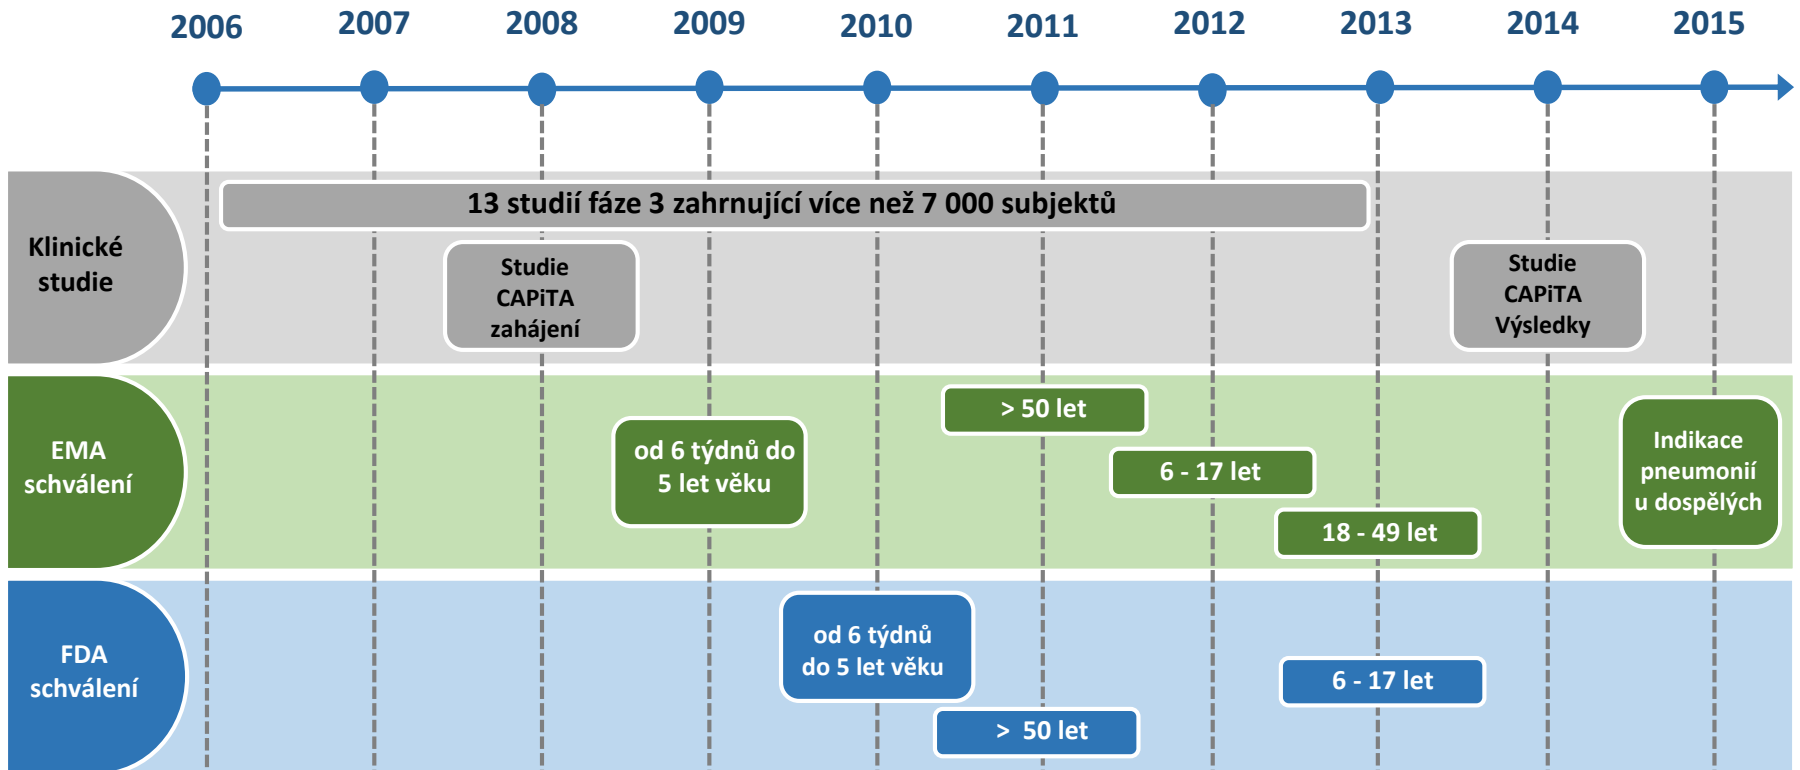 2006 2007 2008 2009 2010 2011 2012 2013 2014 2015
Klinické
studie
13 studií fáze 3 zahrnující více než 7 000 subjektů
Studie
CAPiTA
zahájení
Studie
CAPiTA
Výsledky
EMA
schválení
od 6 týdnů do
5 let věku
> 50 let
6 - 17 let
18 - 49 let
Indikace
pneumonií
u dospělých
FDA
schválení
od 6 týdnů
do 5 let věku
> 50 let
6 - 17 let